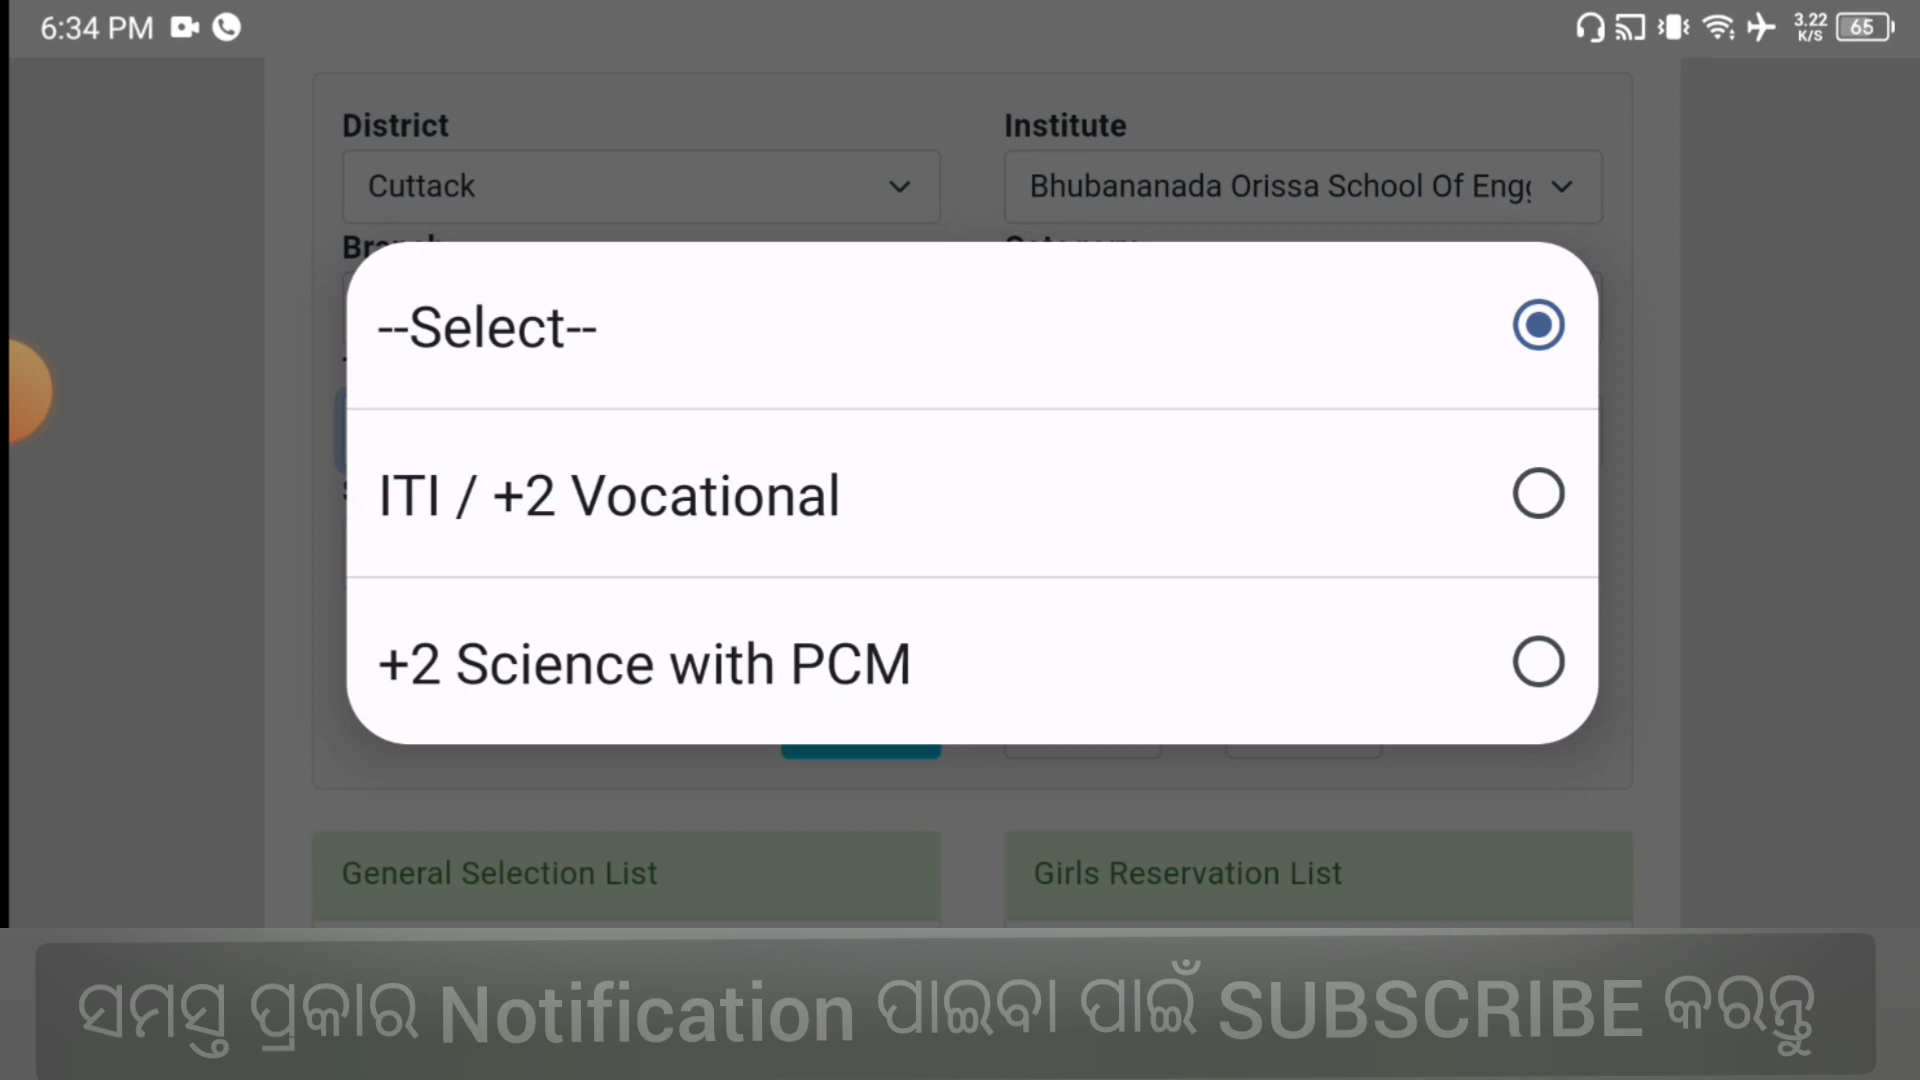 6:34 PM
3.22
K/S
65
District
Institute
Cuttack
Bhubananada Orissa School Of Engg
--Select--
ITI / +2 Vocational
+2 Science with PCM
General Selection List
Girls Reservation List
ସମସ୍ତ ପ୍ରକାର Notification ପାଇବା ପାଇଁ SUBSCRIBE କରନ୍ତୁ